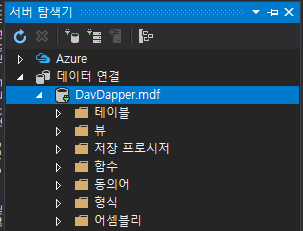 서버 탐색기
Azure
데이터 연결
DavDapper.mdf
테이블
뷰
저장 프로시저
함수
동의어
형식
어셈블리